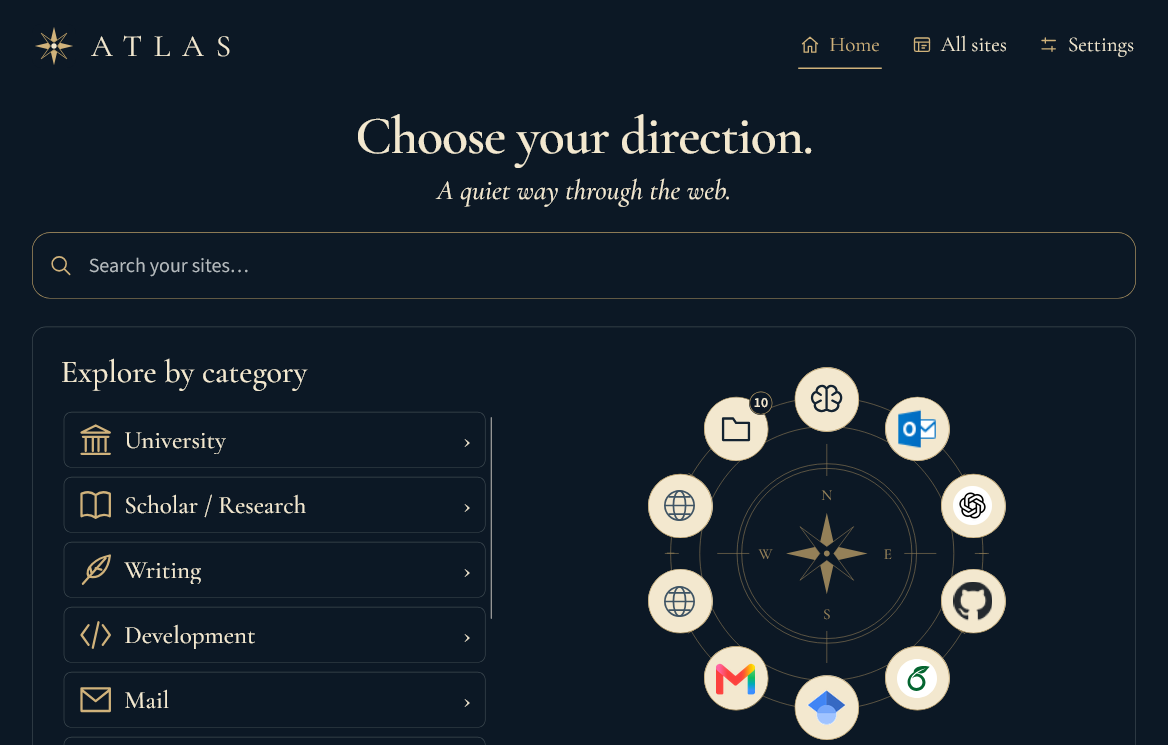 ATLAS
Home
All sites
Settings
Choose your direction.
A quiet way through the web.
Search your sites…
Explore by category
University ›
Scholar / Research ›
Writing ›
Development ›
Mail ›
10
N
W
E
S